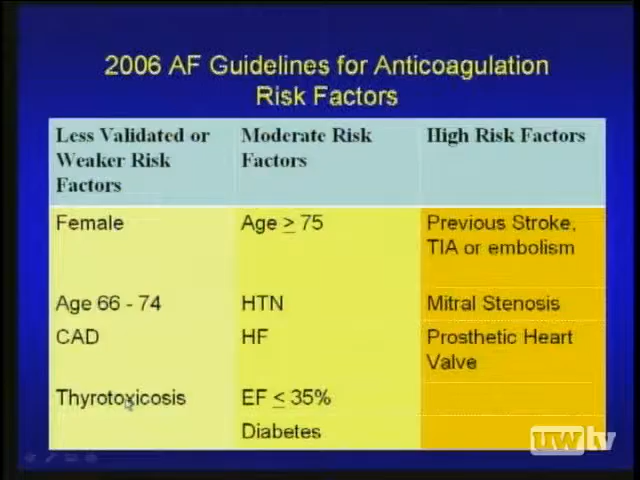 2006 AF Guidelines for Anticoagulation
Risk Factors
Less Validated or
Weaker Risk
Factors
Moderate Risk
Factors
High Risk Factors
Female
Age ≥ 75
Previous Stroke,
TIA or embolism
Age 66 - 74
HTN
Mitral Stenosis
CAD
HF
Prosthetic Heart
Valve
Thyrotoxicosis
EF ≤ 35%
Diabetes
uwtv